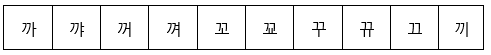 까 꺄 꺼 껴 꼬 꾜 꾸 뀨 끄 끼